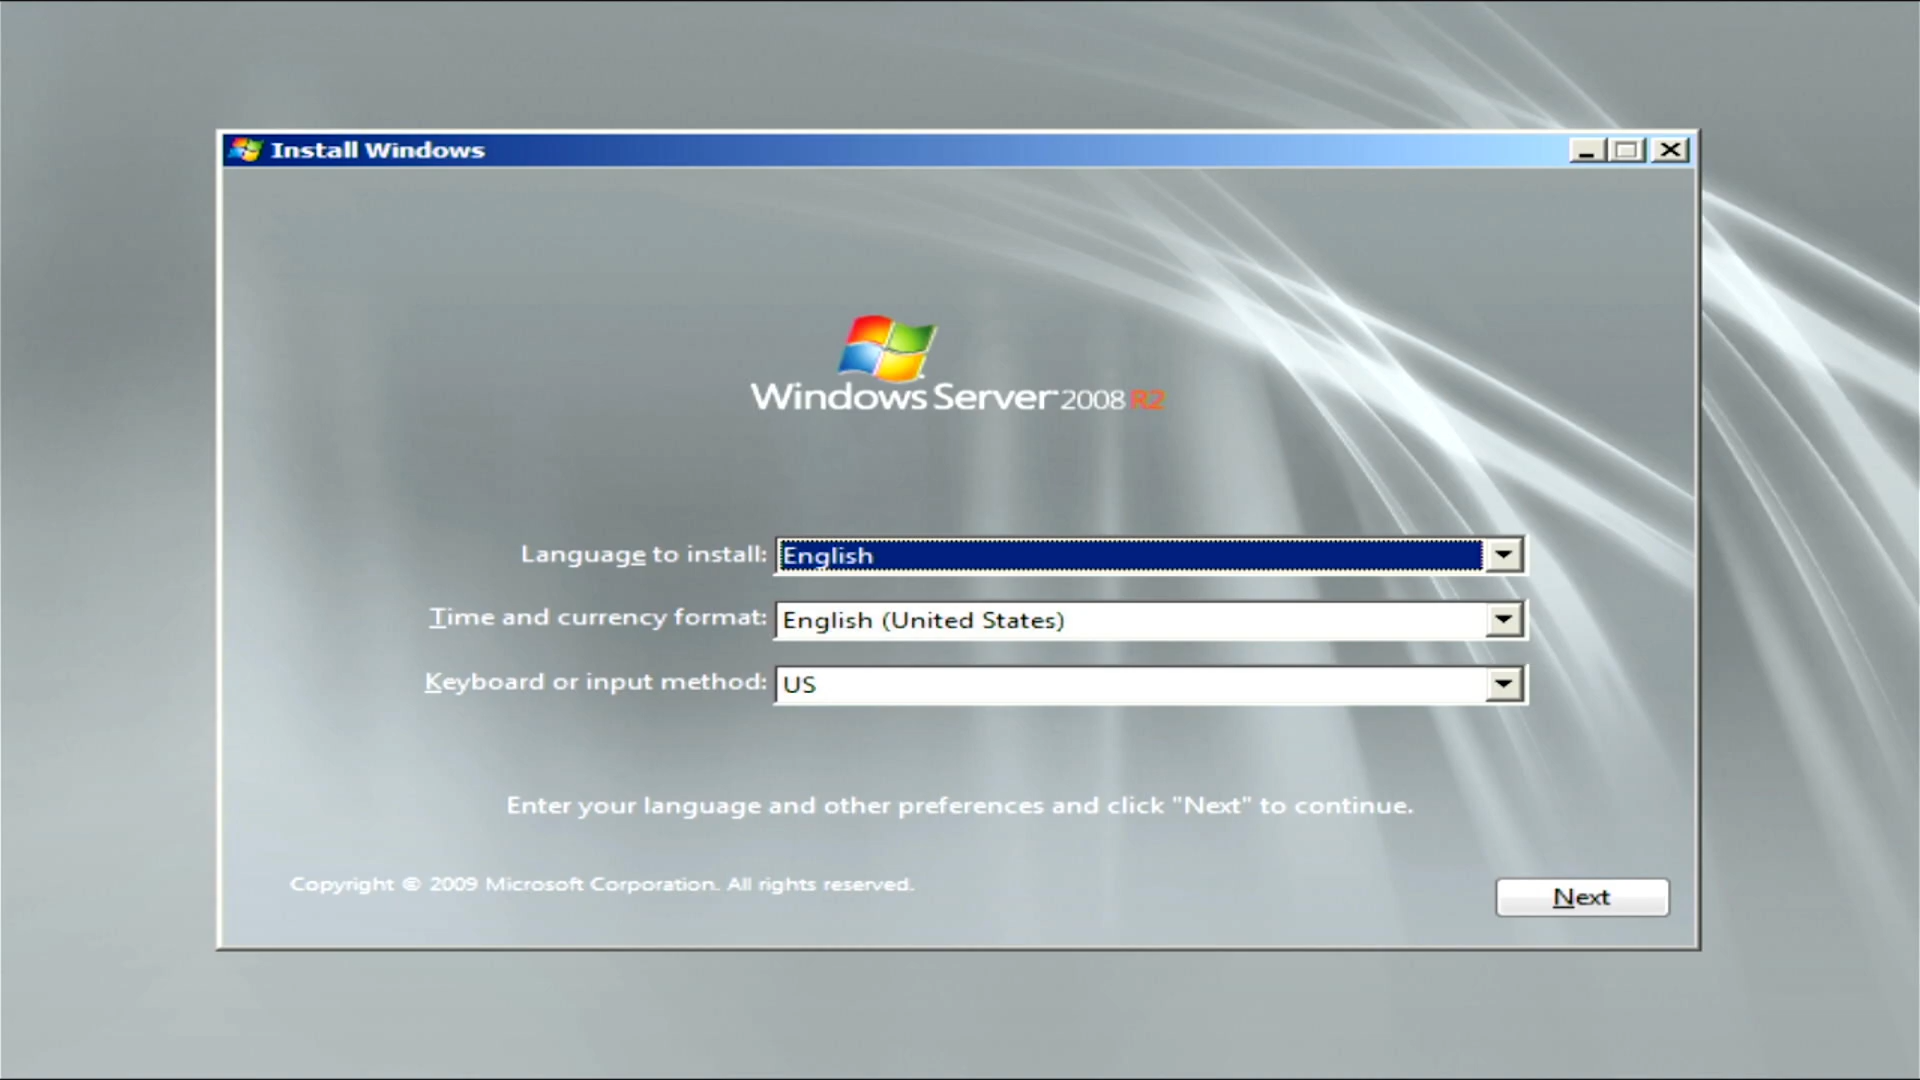 Install Windows
Windows Server 2008 R2
Language to install: English
Time and currency format: English (United States)
Keyboard or input method: US
Enter your language and other preferences and click "Next" to continue.
Copyright © 2009 Microsoft Corporation. All rights reserved.
Next